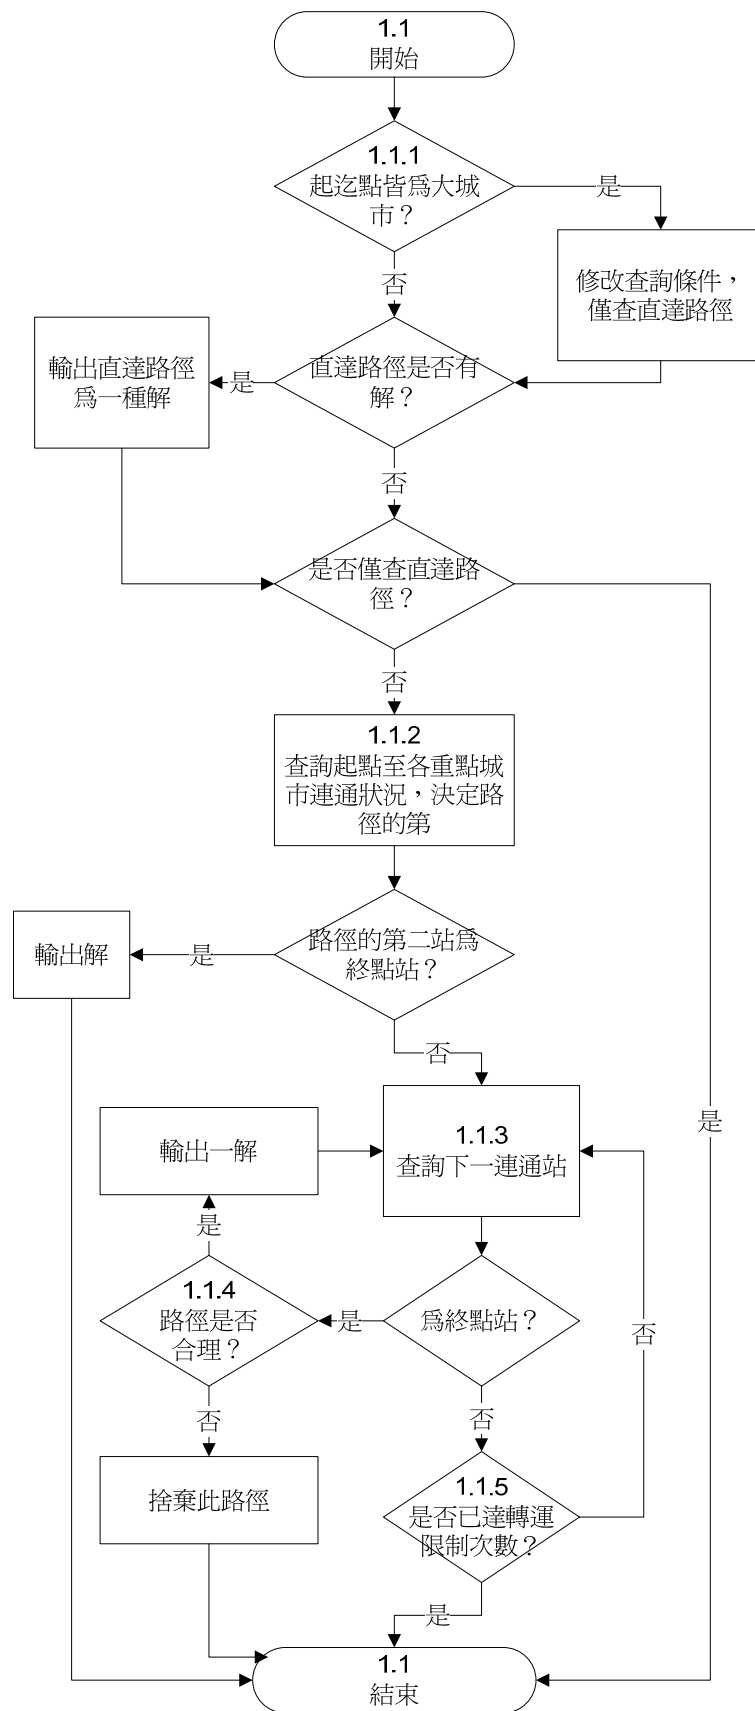 1.1
開始
1.1.1
起迄點皆為大城
市？
是
修改查詢條件，
僅查直達路徑
否
輸出直達路徑
為一種解
是
直達路徑是否有
解？
否
是否僅查直達路
徑？
否
1.1.2
查詢起點至各重點城
市連通狀況，決定路
徑的第
輸出解
是
路徑的第二站為
終點站？
否
是
輸出一解
1.1.3
查詢下一連通站
是
1.1.4
路徑是否
合理？
是
為終點站？
否
否
否
捨棄此路徑
1.1.5
是否已達轉運
限制次數？
是
1.1
結束